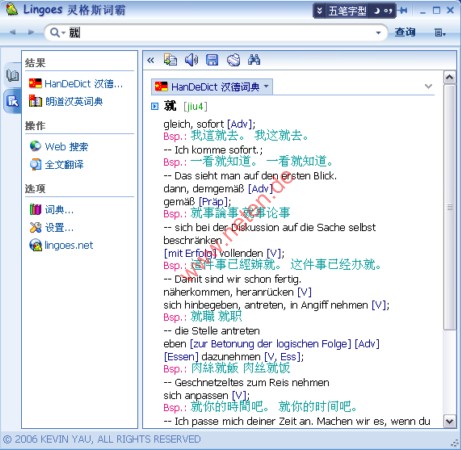 Lingoes 灵格斯词霸
五笔字型
就
查询
结果
HanDeDict 汉德...
朗道汉英词典
操作
Web 搜索
全文翻译
选项
词典...
设置...
lingoes.net
HanDeDict 汉德词典
就 [jiu4]
gleich, sofort [Adv];
Bsp.: 我這就去。 我这就去。
-- Ich komme sofort.;
Bsp.: 一看就知道。 一看就知道。
-- Das sieht man auf den ersten Blick.
dann, demgemäß [Adv]
gemäß [Präp];
Bsp.: 就事論事 就事论事
-- sich bei der Diskussion auf die Sache selbst
beschränken
[mit Erfolg] vollenden [V];
Bsp.: 这件事已經辦就。 这件事已经办就。
-- Damit sind wir schon fertig.
näherkommen, heranrücken [V]
sich hinbegeben, antreten, in Angiff nehmen [V];
Bsp.: 就職 就职
-- die Stelle antreten
eben [zur Betonung der logischen Folge] [Adv]
[Essen] dazunehmen [V, Ess];
Bsp.: 肉絲就飯 肉丝就饭
-- Geschnetzeltes zum Reis nehmen
sich anpassen [V]
Bsp.: 就你的時間吧。 就你的时间吧。
-- Ich passe mich deiner Zeit an. Machen wir es, wenn du
www.rieten.de
© 2006 KEVIN YAU, ALL RIGHTS RESERVED